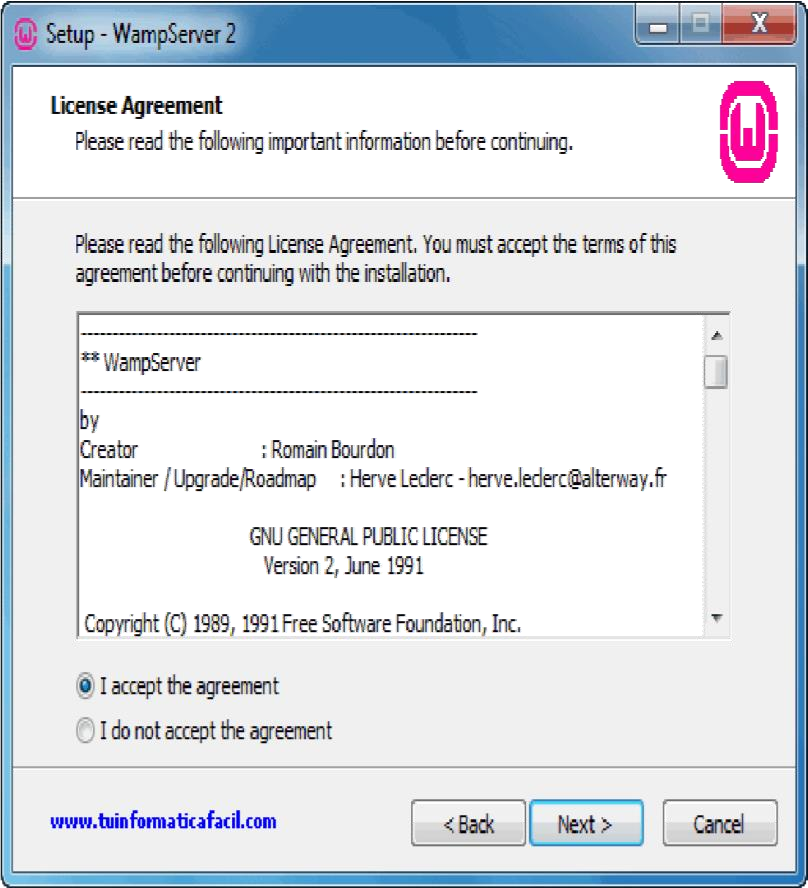 Setup - WampServer 2
License Agreement
Please read the following important information before continuing.
Please read the following License Agreement. You must accept the terms of this
agreement before continuing with the installation.
------------------------------------------------------------------
** WampServer
------------------------------------------------------------------
by
Creator : Romain Bourdon
Maintainer / Upgrade/Roadmap : Herve Leclerc - herve.leclerc@alterway.fr
GNU GENERAL PUBLIC LICENSE
Version 2, June 1991
Copyright (C) 1989, 1991 Free Software Foundation, Inc.
I accept the agreement
I do not accept the agreement
www.tuinformaticafacil.com
< Back Next > Cancel